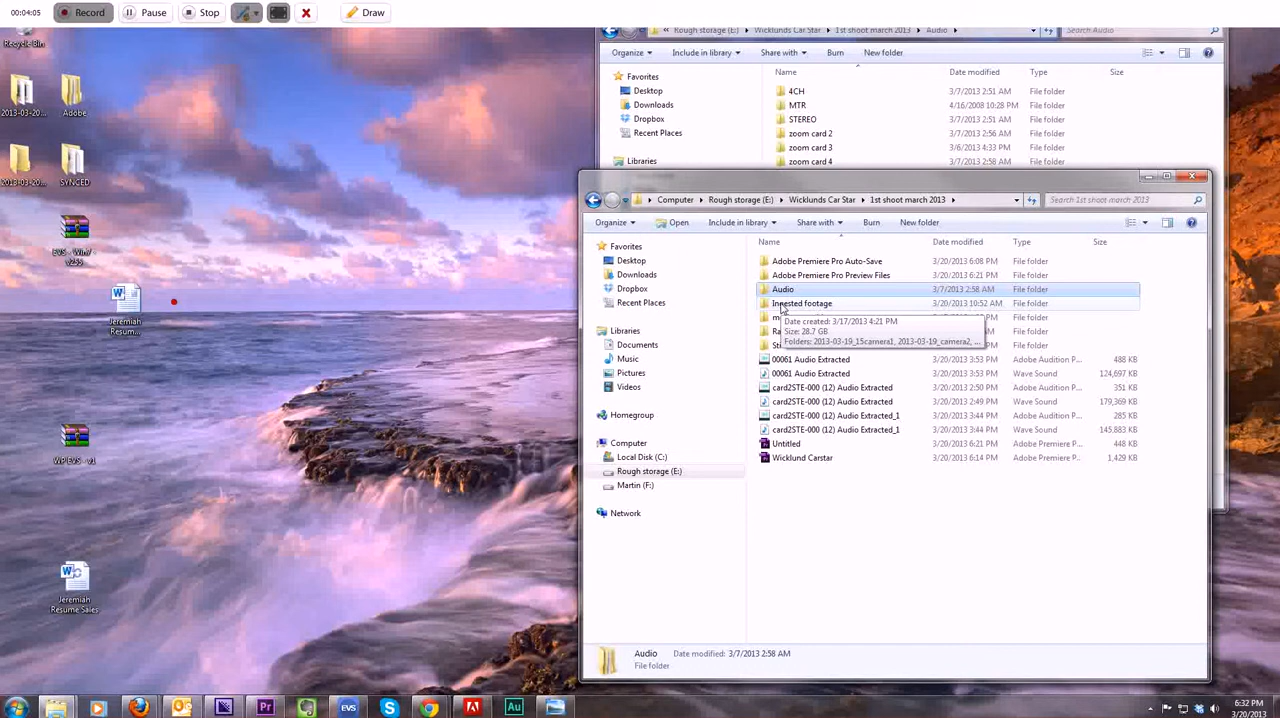 00:04:05 Record Pause Stop Draw
Recycle Bin
2013-03-20... Adobe
2013-03-20... SYNCED
EVS - Win7
v255
Jeremiah
Resum...
WP EVS - v1
Jeremiah
Resume Sales
« Rough storage (E:) Wicklunds Car Star 1st shoot march 2013 Audio Search Audio
Organize Include in library Share with Burn New folder
Favorites
Desktop
Downloads
Dropbox
Recent Places
Libraries
Name Date modified Type Size
4CH 3/7/2013 2:51 AM File folder
MTR 4/16/2008 10:28 PM File folder
STEREO 3/7/2013 2:51 AM File folder
zoom card 2 3/7/2013 2:56 AM File folder
zoom card 3 3/6/2013 4:33 PM File folder
zoom card 4 3/7/2013 2:58 AM File folder
Computer Rough storage (E:) Wicklunds Car Star 1st shoot march 2013 Search 1st shoot march 2013
Organize Open Include in library Share with Burn New folder
Favorites
Desktop
Downloads
Dropbox
Recent Places
Libraries
Documents
Music
Pictures
Videos
Homegroup
Computer
Local Disk (C:)
Rough storage (E:)
Martin (F:)
Network
Name Date modified Type Size
Adobe Premiere Pro Auto-Save 3/20/2013 6:08 PM File folder
Adobe Premiere Pro Preview Files 3/20/2013 6:21 PM File folder
Audio 3/7/2013 2:58 AM File folder
Ingested footage 3/20/2013 10:52 AM File folder
Date created: 3/17/2013 4:21 PM
Size: 28.7 GB
Folders: 2013-03-19_15camera1, 2013-03-19_camera2, ...
File folder
File folder
File folder
00061 Audio Extracted 3/20/2013 3:23 PM Adobe Audition P... 488 KB
00061 Audio Extracted 3/20/2013 3:23 PM Wave Sound 124,697 KB
card2STE-000 (12) Audio Extracted 3/20/2013 2:50 PM Adobe Audition P... 351 KB
card2STE-000 (12) Audio Extracted 3/20/2013 2:49 PM Wave Sound 179,369 KB
card2STE-000 (12) Audio Extracted_1 3/20/2013 3:44 PM Adobe Audition P... 285 KB
card2STE-000 (12) Audio Extracted_1 3/20/2013 3:44 PM Wave Sound 145,883 KB
Untitled 3/20/2013 6:21 PM Adobe Premiere P... 448 KB
Wicklund Carstar 3/20/2013 6:14 PM Adobe Premiere P... 1,429 KB
Audio Date modified: 3/7/2013 2:58 AM
File folder
Pr EVS Au
6:32 PM
3/20/2013